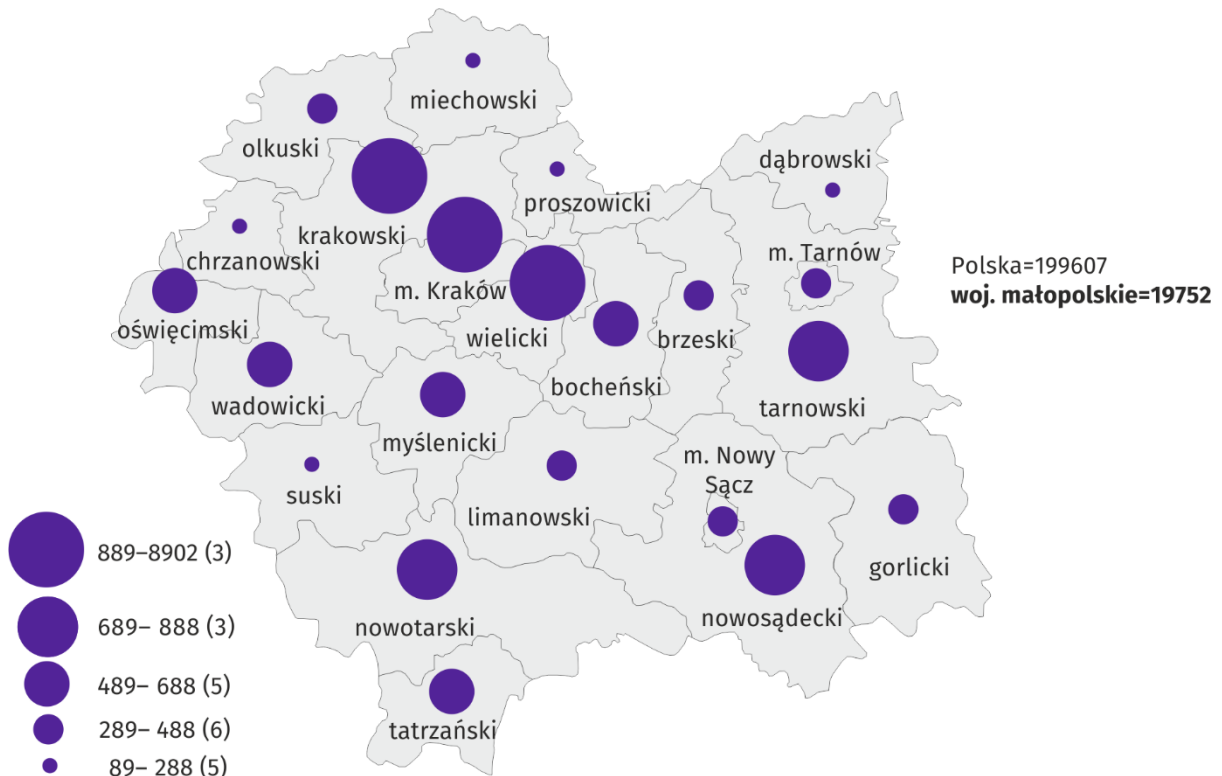 miechowski
olkuski
dąbrowski
proszowicki
krakowski
chrzanowski
m. Tarnów
m. Kraków
Polska=199607
woj. małopolskie=19752
oświęcimski
wielicki
brzeski
bocheński
wadowicki
tarnowski
myślenicki
m. Nowy
Sącz
suski
limanowski
gorlicki
nowosądecki
nowotarski
tatrzański
889–8902 (3)
689– 888 (3)
489– 688 (5)
289– 488 (6)
89– 288 (5)